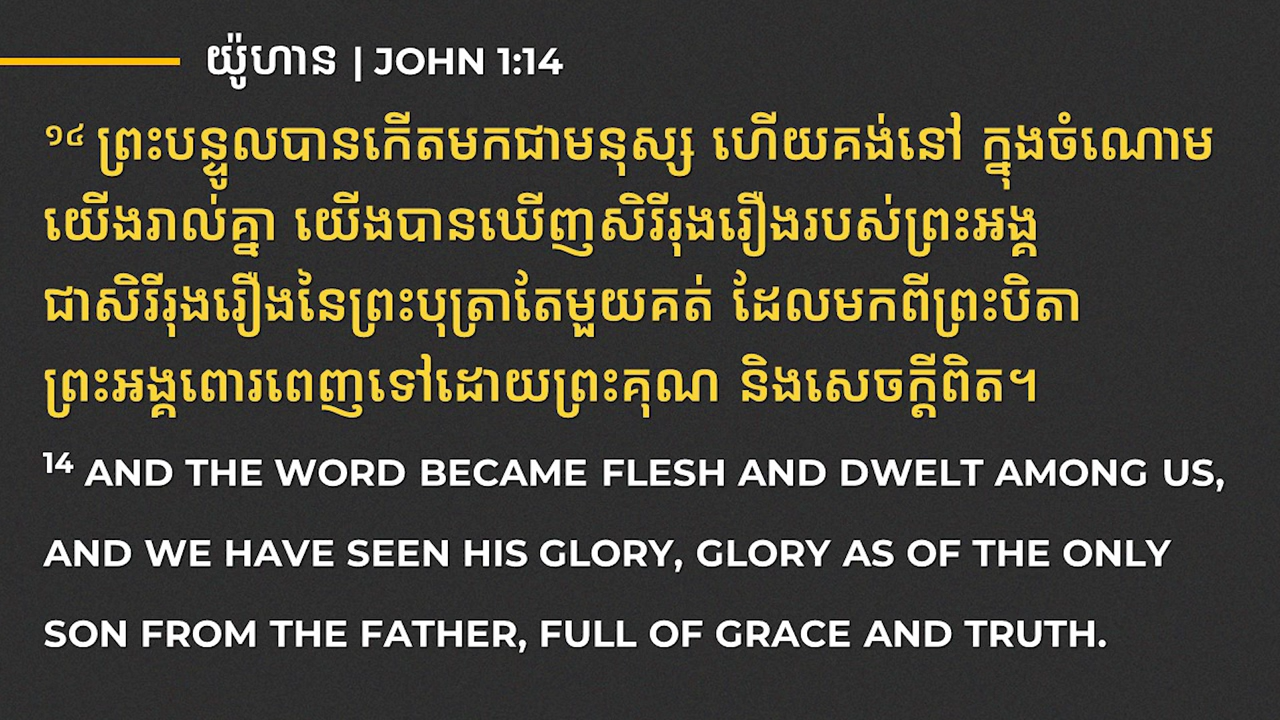 យ៉ូហាន | JOHN 1:14
១៤ ព្រះបន្ទូលបានកើតមកជាមនុស្ស ហើយគង់នៅ ក្នុងចំណោម
យើងរាល់គ្នា យើងបានឃើញសិរីរុងរឿងរបស់ព្រះអង្គ
ជាសិរីរុងរឿងនៃព្រះបុត្រាតែមួយគត់ ដែលមកពីព្រះបិតា
ព្រះអង្គពោរពេញទៅដោយព្រះគុណ និងសេចក្តីពិត។
14 AND THE WORD BECAME FLESH AND DWELT AMONG US,
AND WE HAVE SEEN HIS GLORY, GLORY AS OF THE ONLY
SON FROM THE FATHER, FULL OF GRACE AND TRUTH.